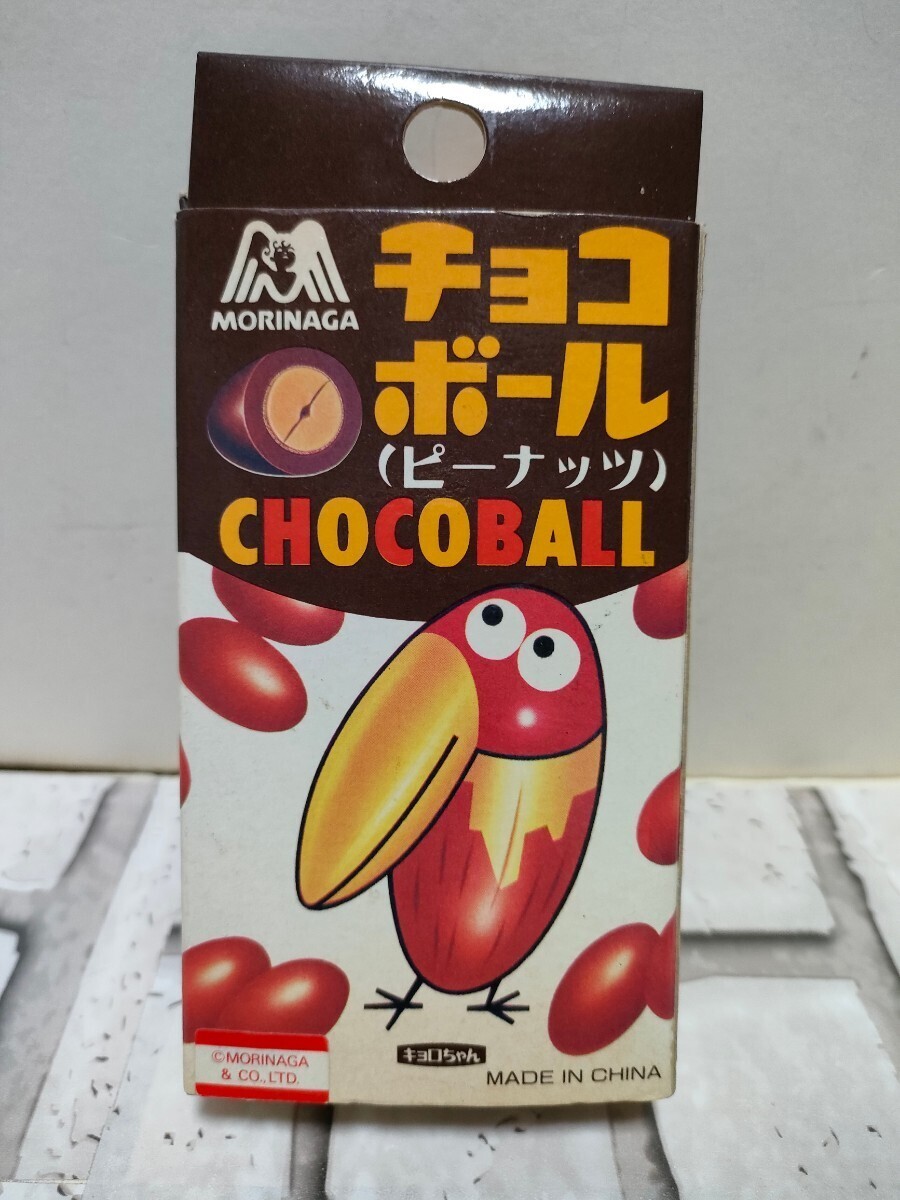 MORINAGA
チョコ
ボール
(ピーナッツ)
CHOCOBALL
キョロちゃん
©MORINAGA
& CO.,LTD.
MADE IN CHINA